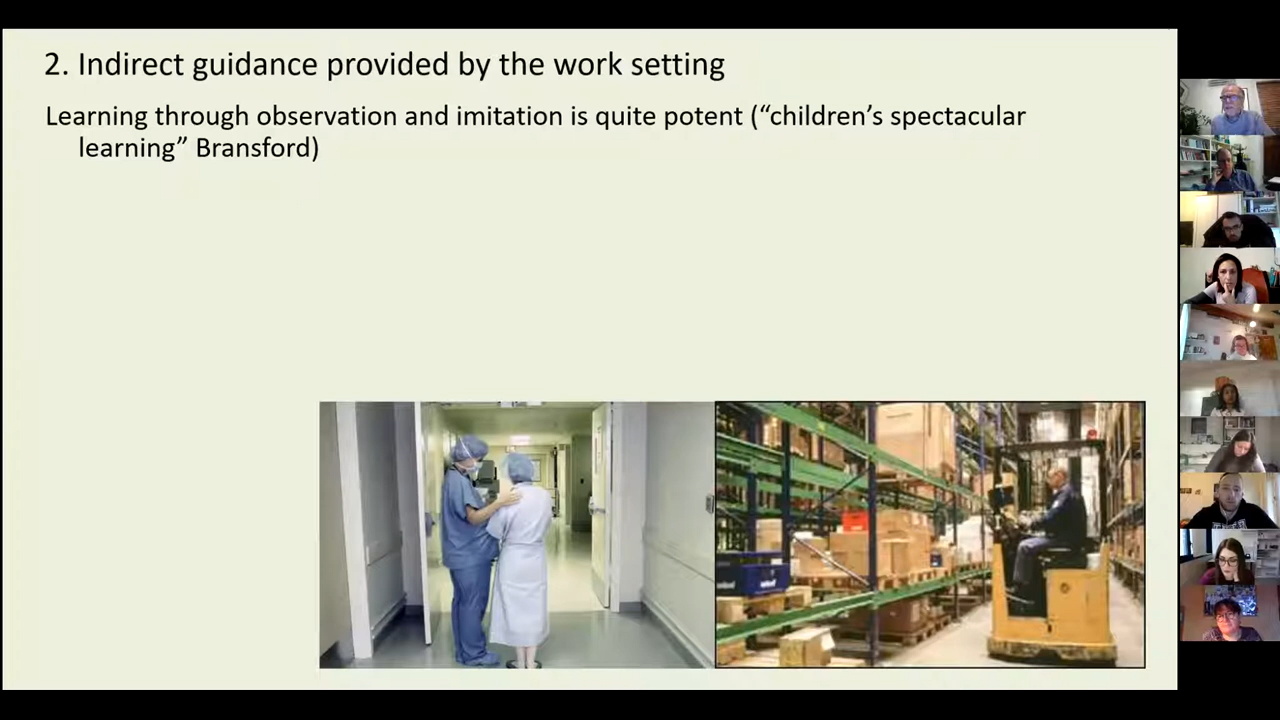 2. Indirect guidance provided by the work setting
Learning through observation and imitation is quite potent (“children’s spectacular
learning” Bransford)